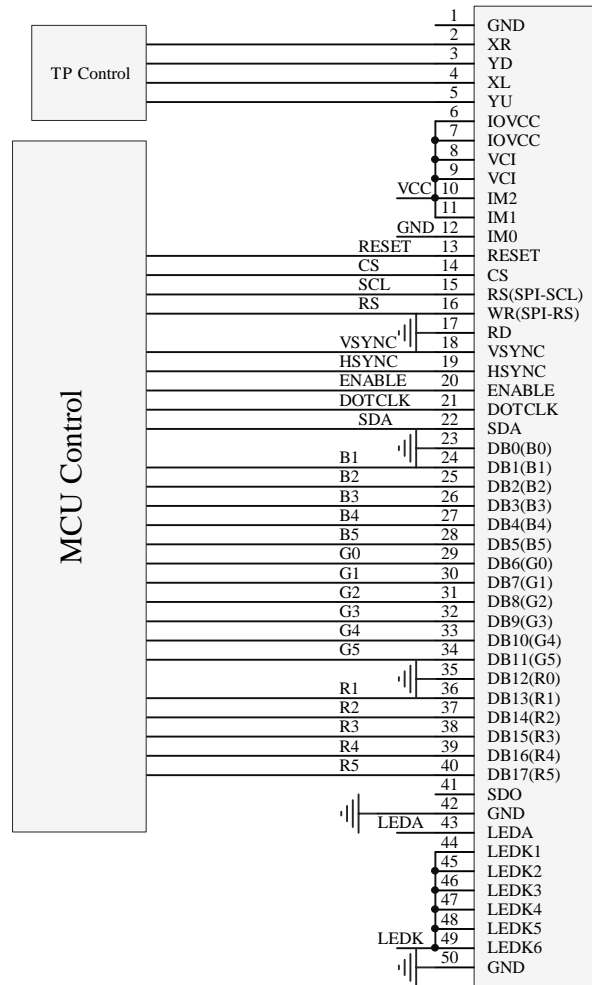 TP Control
MCU Control
1 GND
2 XR
3 YD
4 XL
5 YU
6 IOVCC
7 IOVCC
8 VCI
9 VCI
VCC 10 IM2
11 IM1
GND 12 IM0
RESET 13 RESET
CS 14 CS
SCL 15 RS(SPI-SCL)
RS 16 WR(SPI-RS)
17 RD
VSYNC 18 VSYNC
HSYNC 19 HSYNC
ENABLE 20 ENABLE
DOTCLK 21 DOTCLK
SDA 22 SDA
23 DB0(B0)
B1 24 DB1(B1)
B2 25 DB2(B2)
B3 26 DB3(B3)
B4 27 DB4(B4)
B5 28 DB5(B5)
G0 29 DB6(G0)
G1 30 DB7(G1)
G2 31 DB8(G2)
G3 32 DB9(G3)
G4 33 DB10(G4)
G5 34 DB11(G5)
35 DB12(R0)
R1 36 DB13(R1)
R2 37 DB14(R2)
R3 38 DB15(R3)
R4 39 DB16(R4)
R5 40 DB17(R5)
41 SDO
42 GND
LEDA 43 LEDA
44 LEDK1
45 LEDK2
46 LEDK3
47 LEDK4
48 LEDK5
LEDK 49 LEDK6
50 GND